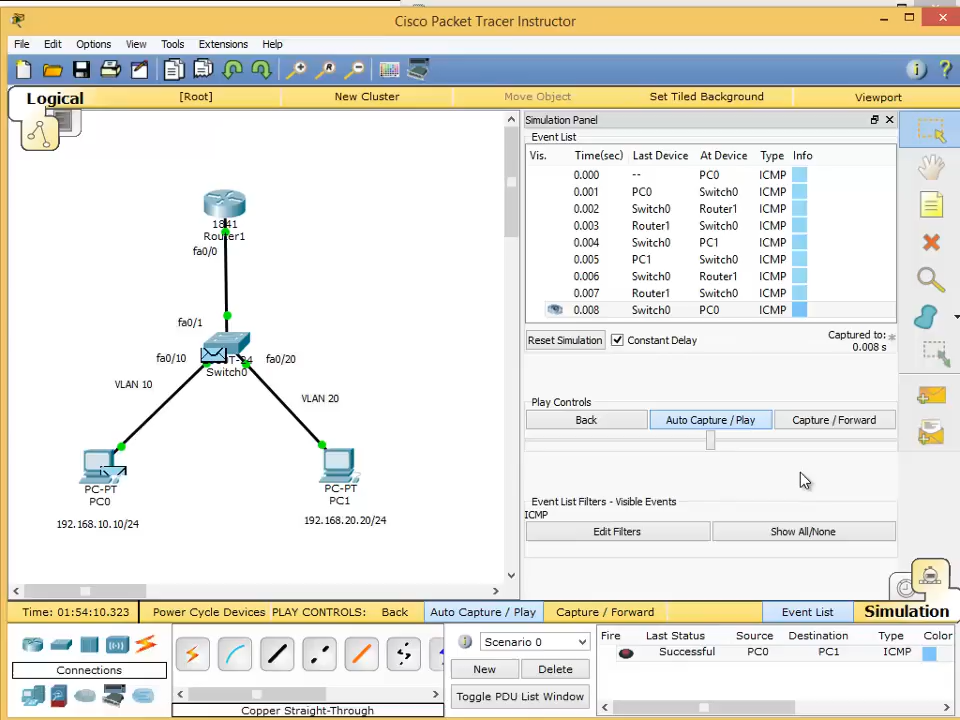 Cisco Packet Tracer Instructor
File Edit Options View Tools Extensions Help
Logical [Root] New Cluster Move Object Set Tiled Background Viewport
Simulation Panel
Event List
Vis. Time(sec) Last Device At Device Type Info
0.000 -- PC0 ICMP
0.001 PC0 Switch0 ICMP
0.002 Switch0 Router1 ICMP
0.003 Router1 Switch0 ICMP
0.004 Switch0 PC1 ICMP
0.005 PC1 Switch0 ICMP
0.006 Switch0 Router1 ICMP
0.007 Router1 Switch0 ICMP
0.008 Switch0 PC0 ICMP
Reset Simulation Constant Delay Captured to: *
0.008 s
Play Controls
Back Auto Capture / Play Capture / Forward
Event List Filters - Visible Events
ICMP
Edit Filters Show All/None
1841
Router1
fa0/0
fa0/1
fa0/10 fa0/20
Switch0
VLAN 10
VLAN 20
PC-PT
PC0
192.168.10.10/24
PC-PT
PC1
192.168.20.20/24
Time: 01:54:10.323 Power Cycle Devices PLAY CONTROLS: Back Auto Capture / Play Capture / Forward Event List Simulation
Connections
Copper Straight-Through
Scenario 0
New Delete
Toggle PDU List Window
Fire Last Status Source Destination Type Color
Successful PC0 PC1 ICMP